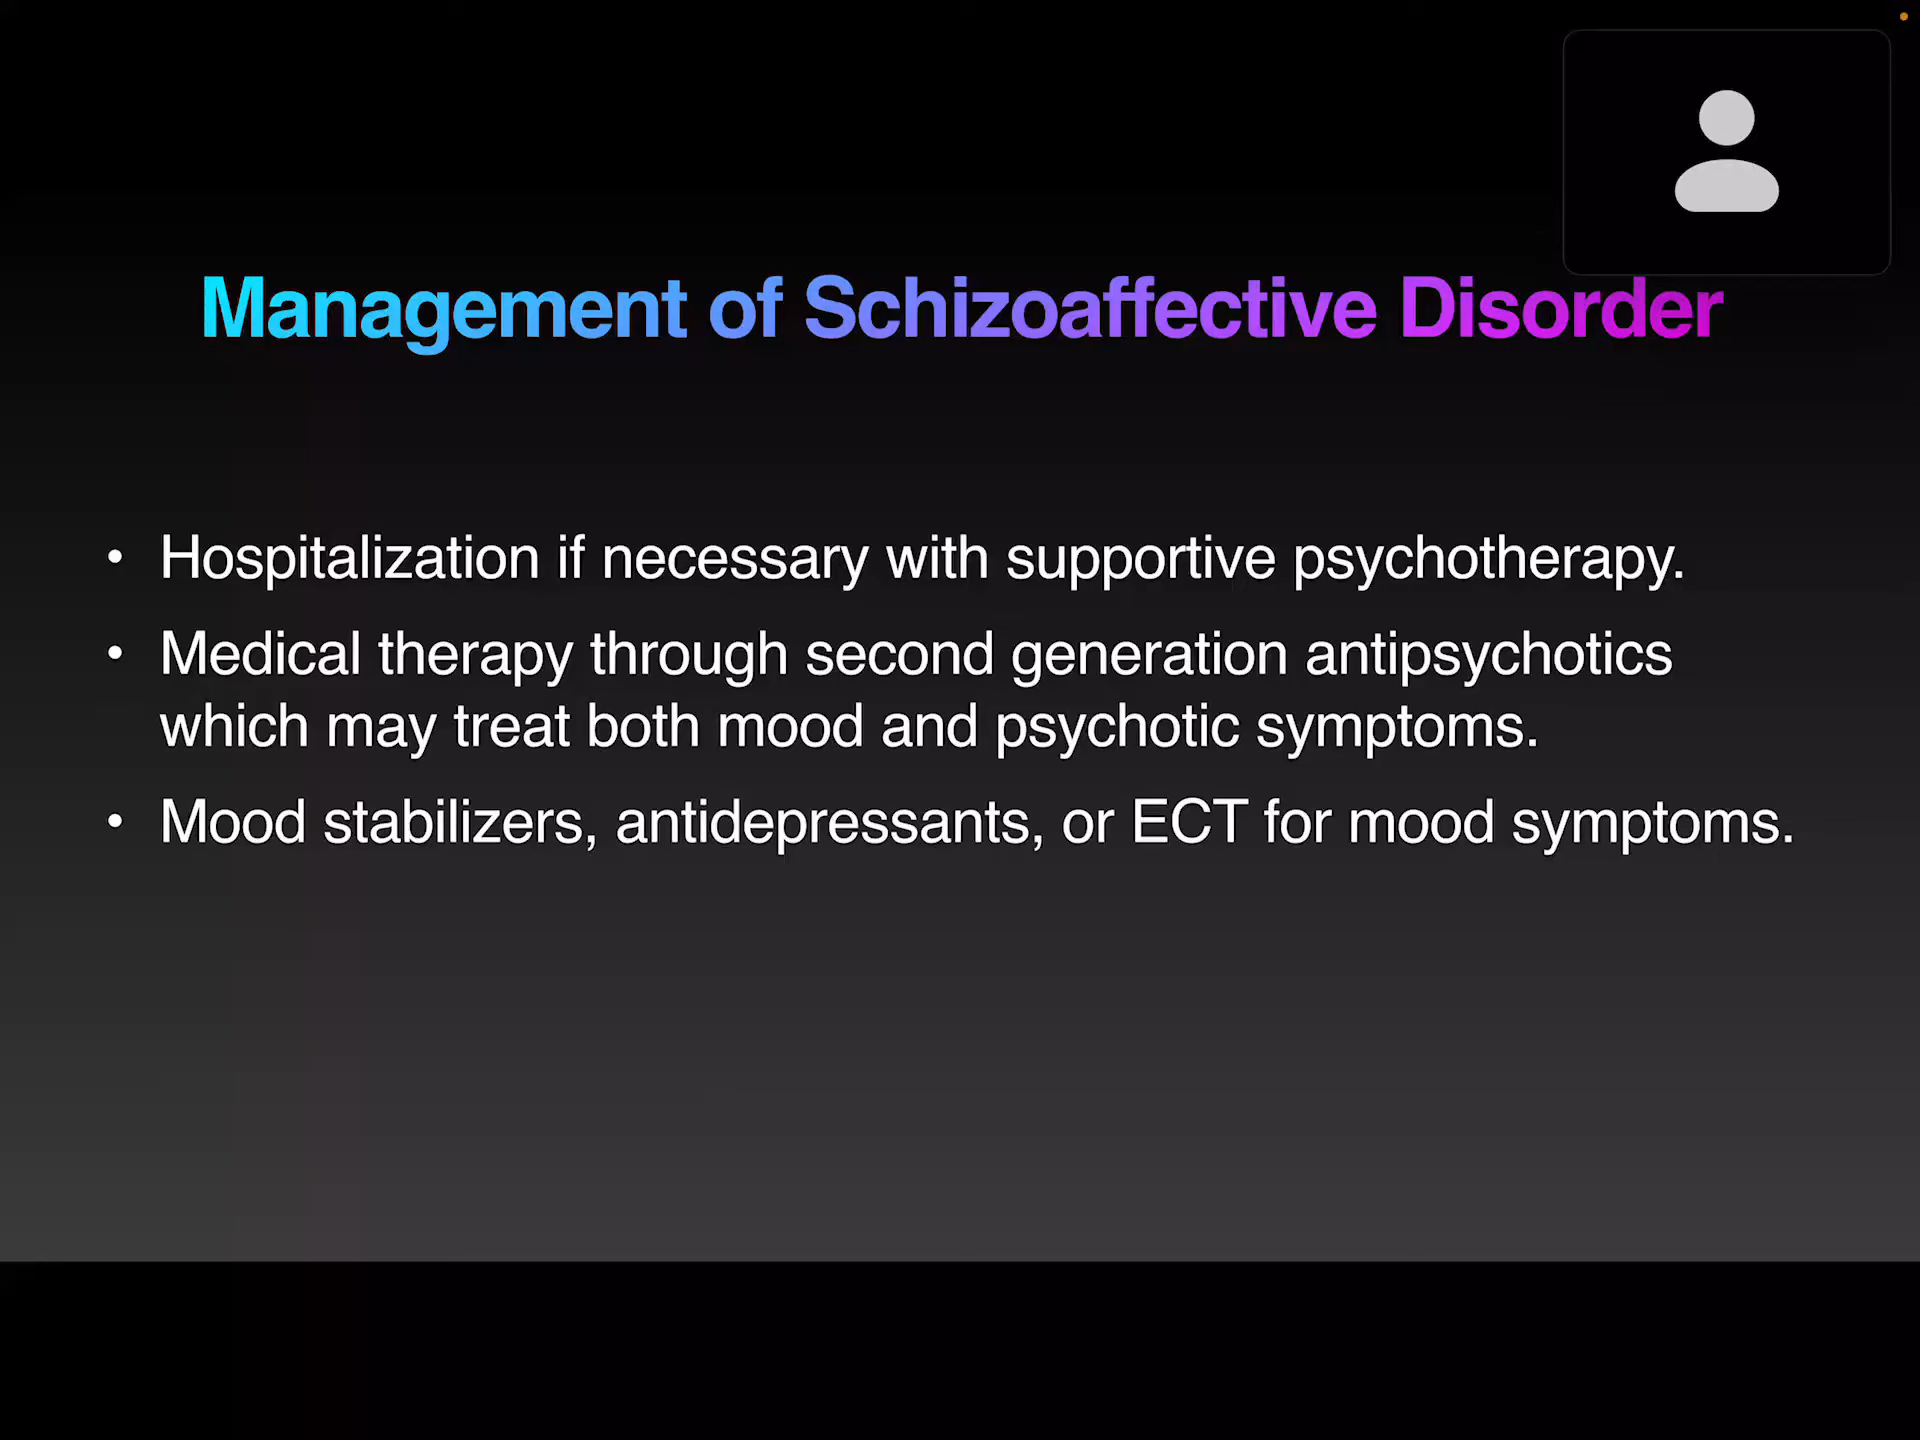 Management of Schizoaffective Disorder
• Hospitalization if necessary with supportive psychotherapy.
• Medical therapy through second generation antipsychotics
which may treat both mood and psychotic symptoms.
• Mood stabilizers, antidepressants, or ECT for mood symptoms.